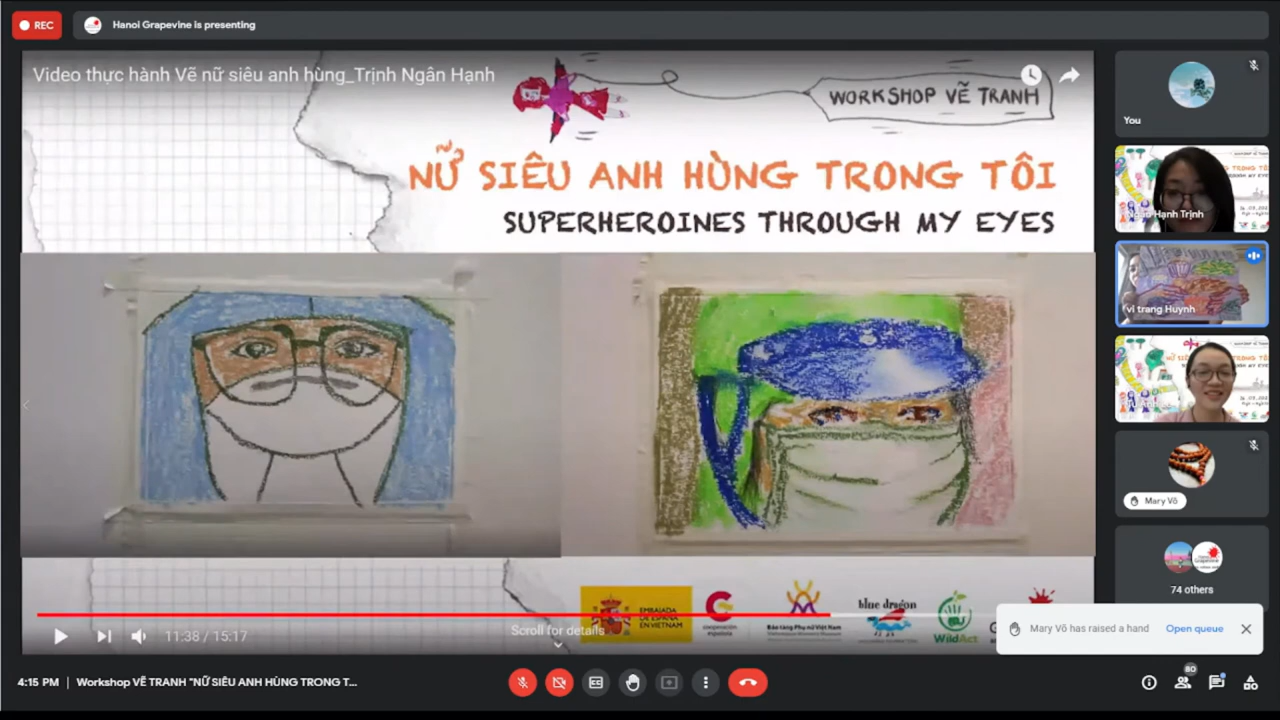 REC
Hanoi Grapevine is presenting
Video thực hành Vẽ nữ siêu anh hùng_Trịnh Ngân Hạnh
WORKSHOP VẼ TRANH
NỮ SIÊU ANH HÙNG TRONG TÔI
SUPERHEROINES THROUGH MY EYES
You
Ngân Hạnh Trịnh
vi trang Huynh
Mary Võ
74 others
EMBAJADA
DE ESPAÑA
EN VIETNAM
cooperación
española
Bảo tàng Phụ nữ Việt Nam
blue dragon
WildAct
11:38 / 15:17
Scroll for details
Mary Võ has raised a hand
Open queue
4:15 PM
Workshop VẼ TRANH "NỮ SIÊU ANH HÙNG TRONG T...
80